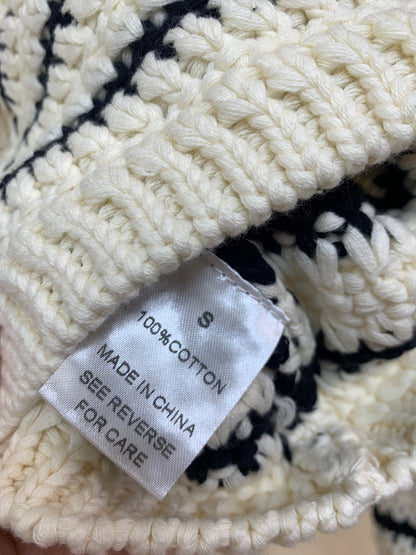 S
100%COTTON
MADE IN CHINA
SEE REVERSE
FOR CARE